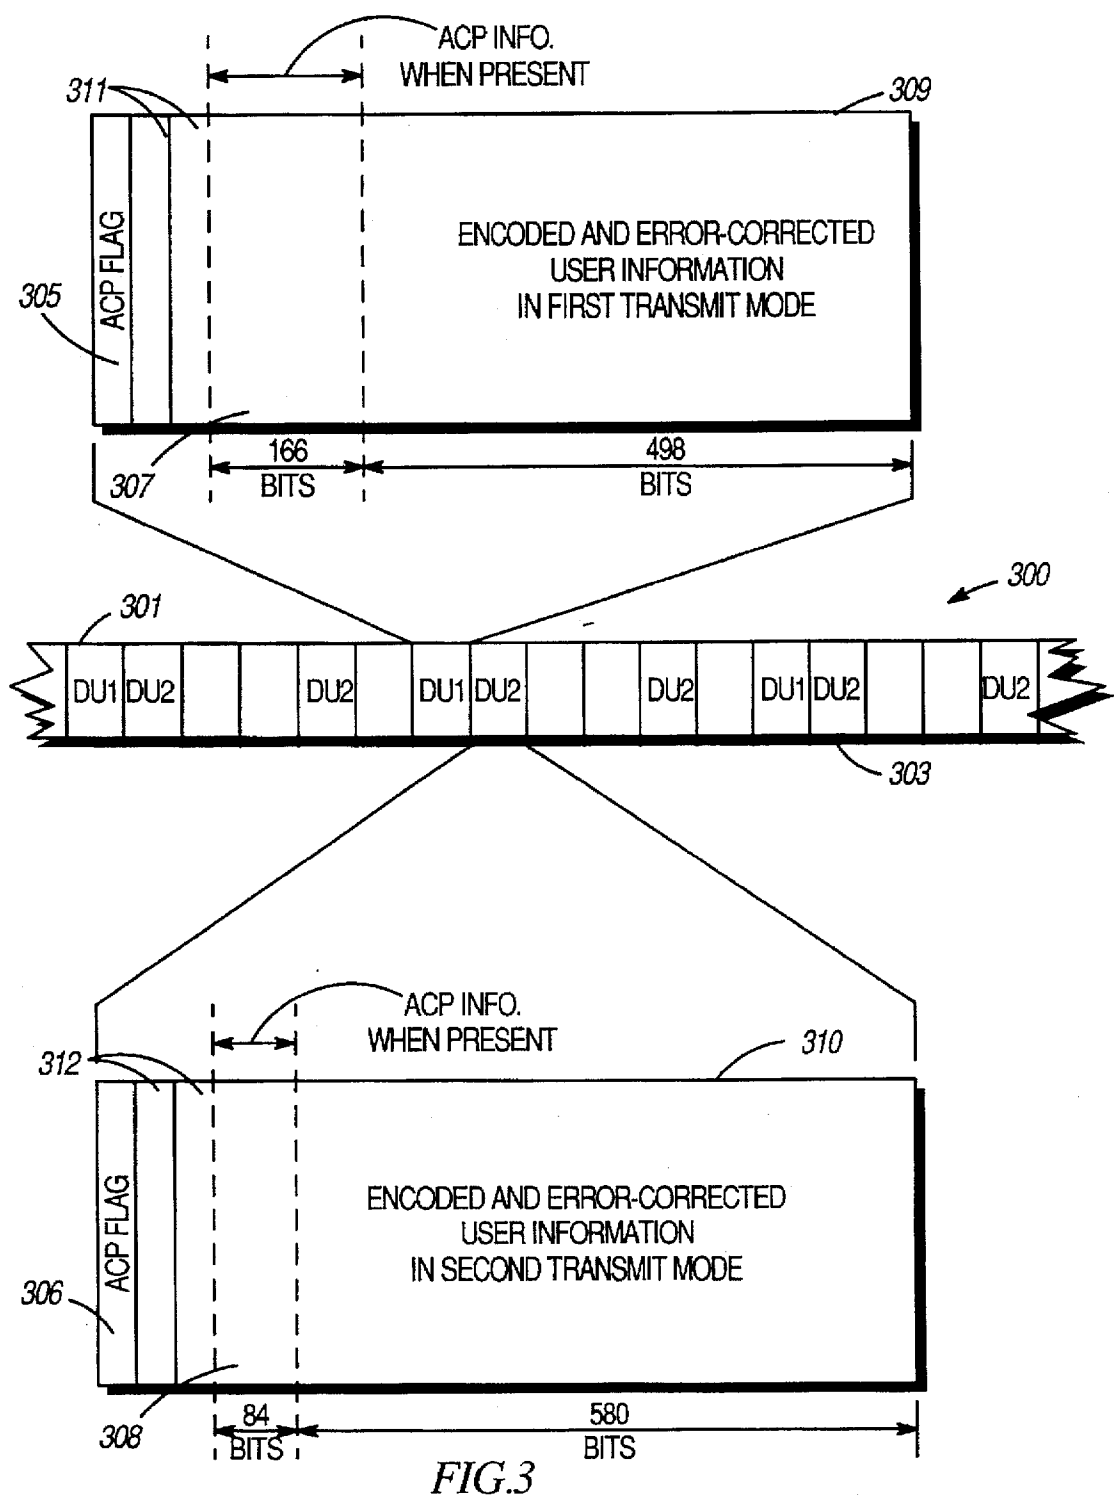 ACP INFO.
WHEN PRESENT
311
309
ACP FLAG
ENCODED AND ERROR-CORRECTED
USER INFORMATION
IN FIRST TRANSMIT MODE
305
307
166
BITS
498
BITS
300
301
DU1 DU2 DU2 DU1 DU2 DU2 DU1 DU2 DU2
303
ACP INFO.
WHEN PRESENT
312
310
ACP FLAG
ENCODED AND ERROR-CORRECTED
USER INFORMATION
IN SECOND TRANSMIT MODE
306
308
84
BITS
580
BITS
FIG.3